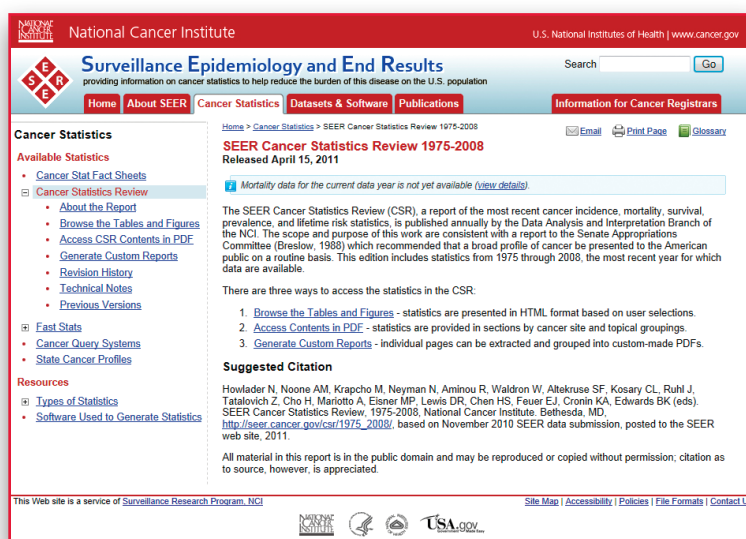 NATIONAL CANCER INSTITUTE
National Cancer Institute
U.S. National Institutes of Health | www.cancer.gov
SEER
Surveillance Epidemiology and End Results
providing information on cancer statistics to help reduce the burden of this disease on the U.S. population
Search Go
Home About SEER Cancer Statistics Datasets & Software Publications Information for Cancer Registrars
Cancer Statistics
Available Statistics
Cancer Stat Fact Sheets
Cancer Statistics Review
About the Report
Browse the Tables and Figures
Access CSR Contents in PDF
Generate Custom Reports
Revision History
Technical Notes
Previous Versions
Fast Stats
Cancer Query Systems
State Cancer Profiles
Resources
Types of Statistics
Software Used to Generate Statistics
Home > Cancer Statistics > SEER Cancer Statistics Review 1975-2008
Email Print Page Glossary
SEER Cancer Statistics Review 1975-2008
Released April 15, 2011
Mortality data for the current data year is not yet available (view details).
The SEER Cancer Statistics Review (CSR), a report of the most recent cancer incidence, mortality, survival,
prevalence, and lifetime risk statistics, is published annually by the Data Analysis and Interpretation Branch of
the NCI. The scope and purpose of this work are consistent with a report to the Senate Appropriations
Committee (Breslow, 1988) which recommended that a broad profile of cancer be presented to the American
public on a routine basis. This edition includes statistics from 1975 through 2008, the most recent year for which
data are available.
There are three ways to access the statistics in the CSR:
1. Browse the Tables and Figures - statistics are presented in HTML format based on user selections.
2. Access Contents in PDF - statistics are provided in sections by cancer site and topical groupings.
3. Generate Custom Reports - individual pages can be extracted and grouped into custom-made PDFs.
Suggested Citation
Howlader N, Noone AM, Krapcho M, Neyman N, Aminou R, Waldron W, Altekruse SF, Kosary CL, Ruhl J,
Tatalovich Z, Cho H, Mariotto A, Eisner MP, Lewis DR, Chen HS, Feuer EJ, Cronin KA, Edwards BK (eds).
SEER Cancer Statistics Review, 1975-2008, National Cancer Institute. Bethesda, MD,
http://seer.cancer.gov/csr/1975_2008/, based on November 2010 SEER data submission, posted to the SEER
web site, 2011.
All material in this report is in the public domain and may be reproduced or copied without permission; citation as
to source, however, is appreciated.
This Web site is a service of Surveillance Research Program, NCI
Site Map | Accessibility | Policies | File Formats | Contact U
NATIONAL CANCER INSTITUTE
USA.gov